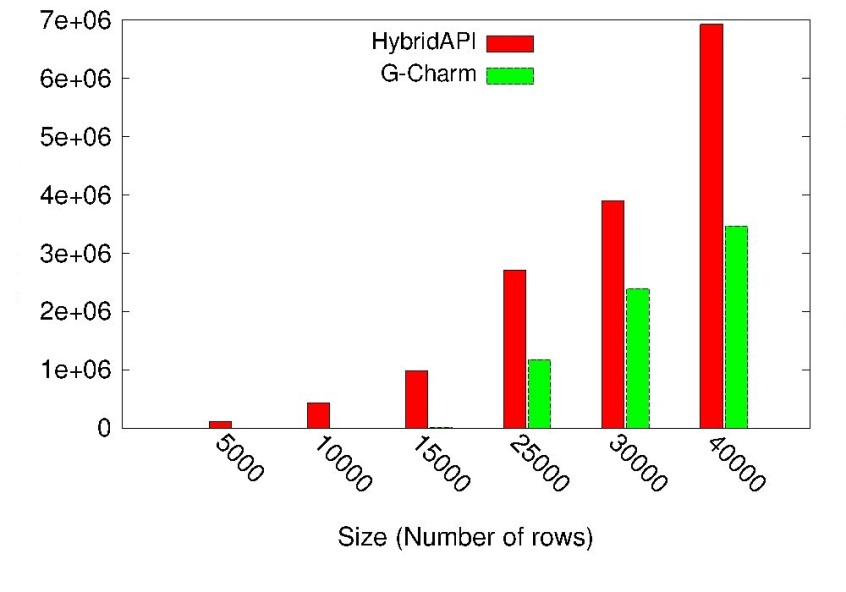 7e+06
6e+06
5e+06
4e+06
3e+06
2e+06
1e+06
0
HybridAPI
G-Charm
5000
10000
15000
25000
30000
40000
Size (Number of rows)